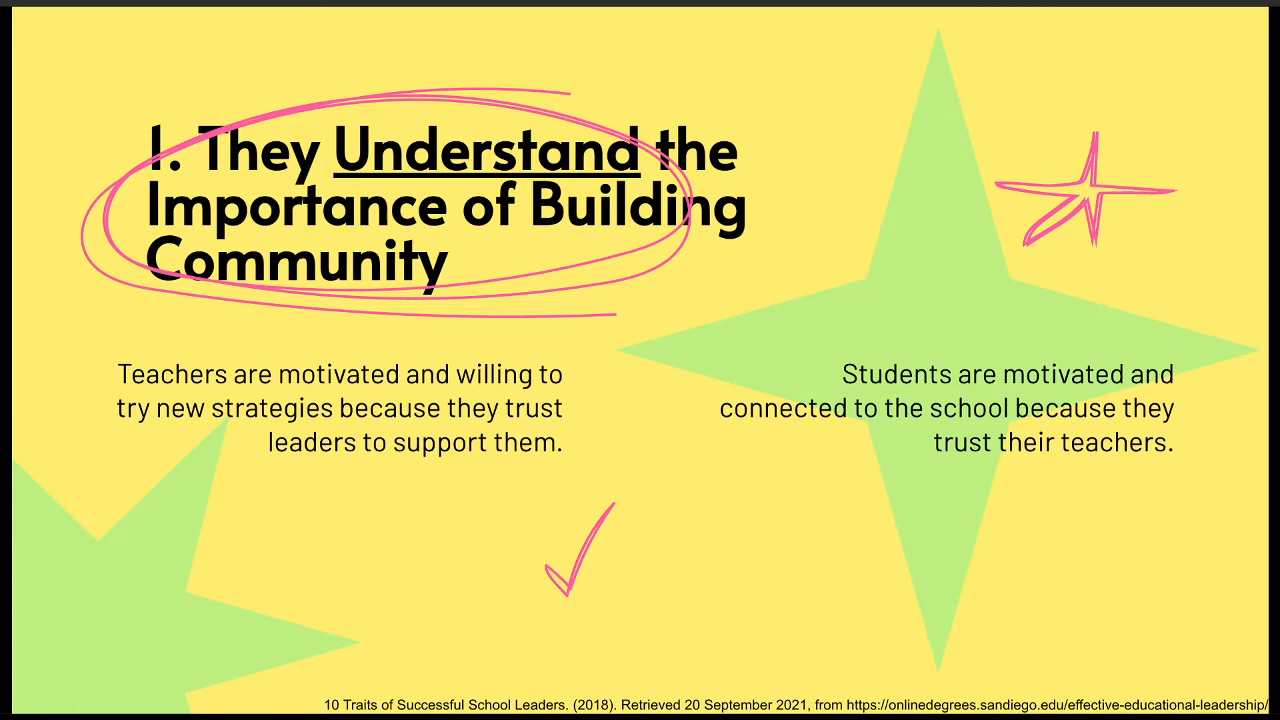 1. They Understand the
Importance of Building
Community
Teachers are motivated and willing to
try new strategies because they trust
leaders to support them.
Students are motivated and
connected to the school because they
trust their teachers.
10 Traits of Successful School Leaders. (2018). Retrieved 20 September 2021, from https://onlinedegrees.sandiego.edu/effective-educational-leadership/